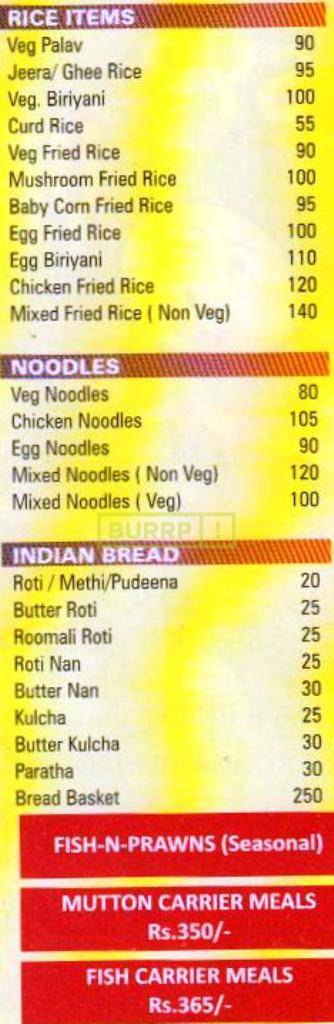 RICE ITEMS
Veg Palav 90
Jeera/ Ghee Rice 95
Veg. Biriyani 100
Curd Rice 55
Veg Fried Rice 90
Mushroom Fried Rice 100
Baby Corn Fried Rice 95
Egg Fried Rice 100
Egg Biriyani 110
Chicken Fried Rice 120
Mixed Fried Rice ( Non Veg) 140
NOODLES
Veg Noodles 80
Chicken Noodles 105
Egg Noodles 90
Mixed Noodles ( Non Veg) 120
Mixed Noodles ( Veg) 100
BURRP !
INDIAN BREAD
Roti / Methi/Pudeena 20
Butter Roti 25
Roomali Roti 25
Roti Nan 25
Butter Nan 30
Kulcha 25
Butter Kulcha 30
Paratha 30
Bread Basket 250
FISH-N-PRAWNS (Seasonal)
MUTTON CARRIER MEALS
Rs.350/-
FISH CARRIER MEALS
Rs.365/-